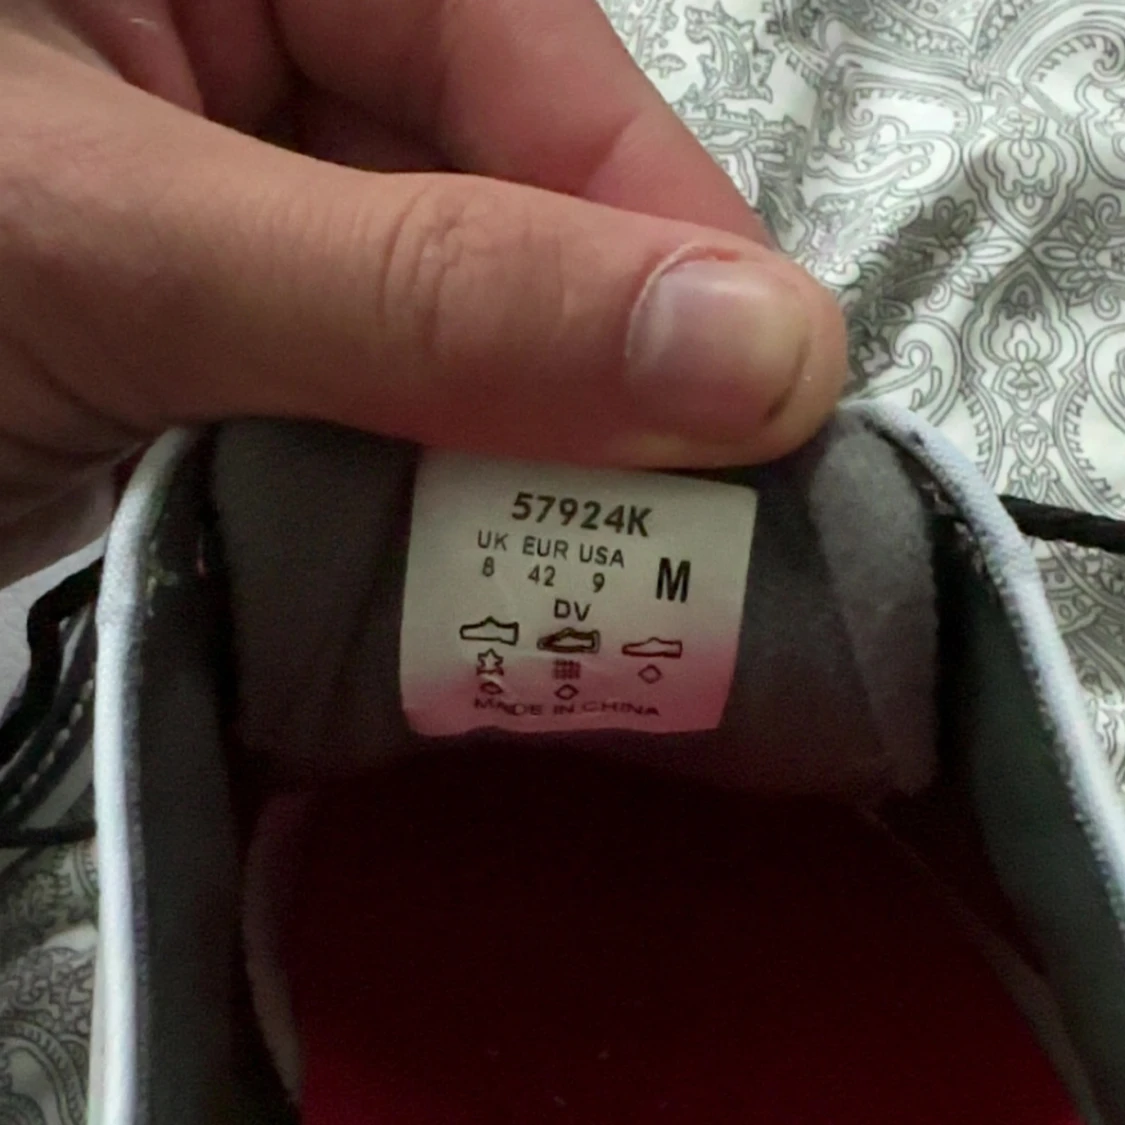 57924K
UK EUR USA
8 42 9 M
DV
MADE IN CHINA